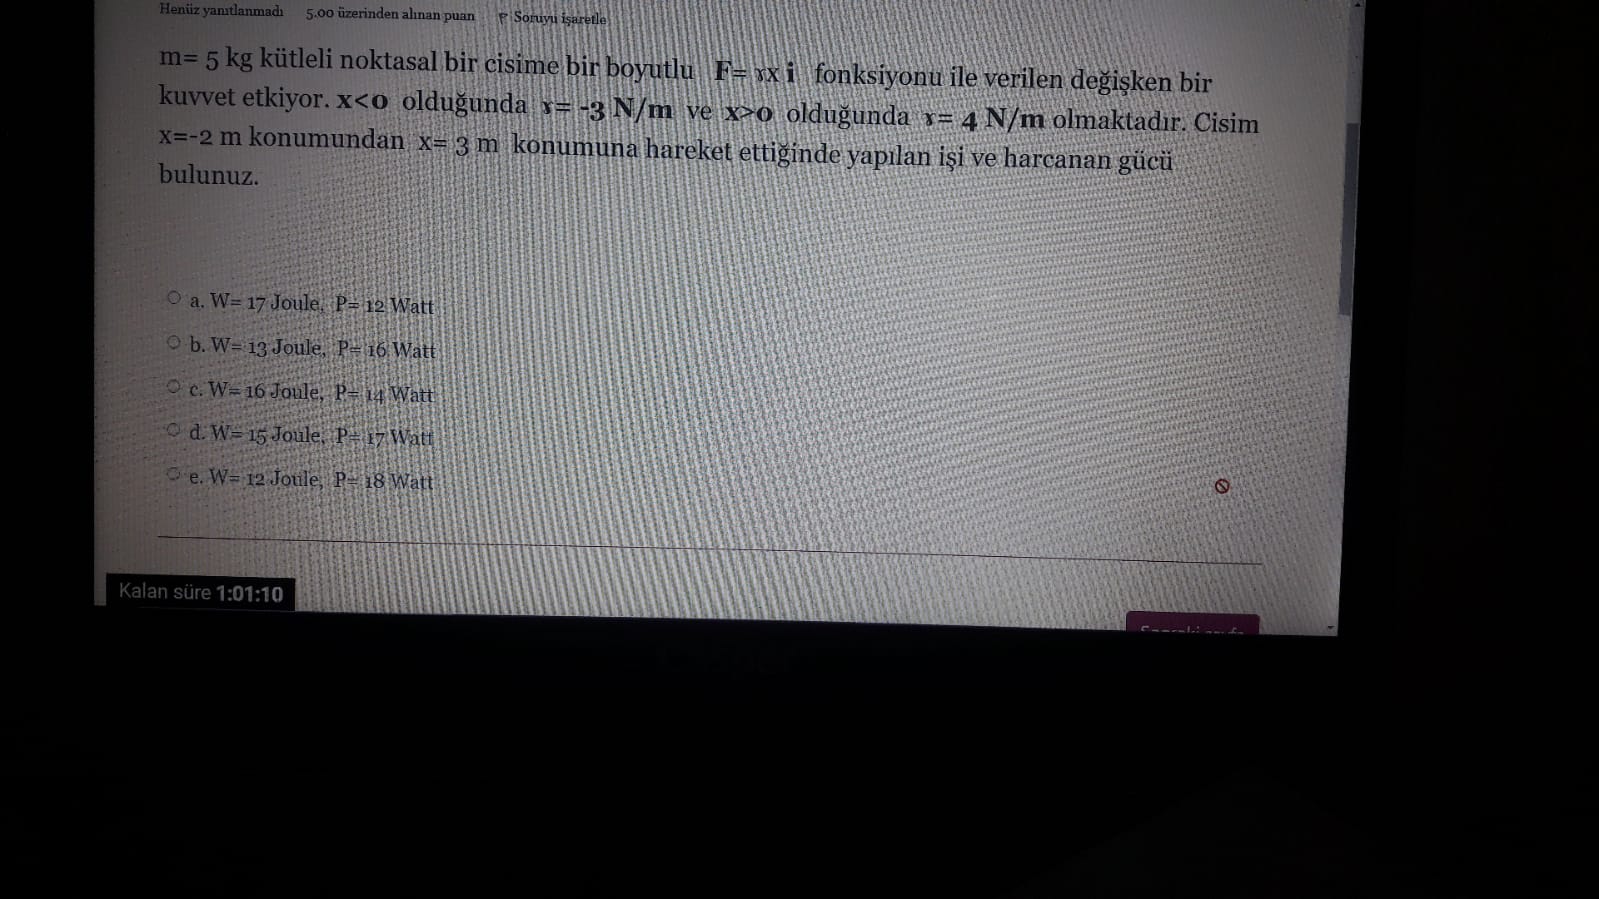 Henüz yanıtlanmadı 5.00 üzerinden alınan puan Soruyu işaretle
m= 5 kg kütleli noktasal bir cisime bir boyutlu F= ɤx i fonksiyonu ile verilen değişken bir
kuvvet etkiyor. x<0 olduğunda ɤ= -3 N/m ve x>0 olduğunda ɤ= 4 N/m olmaktadır. Cisim
x=-2 m konumundan x= 3 m konumuna hareket ettiğinde yapılan işi ve harcanan gücü
bulunuz.
a. W= 17 Joule, P= 12 Watt
b. W= 13 Joule, P= 16 Watt
c. W= 16 Joule, P= 14 Watt
d. W= 15 Joule, P= 17 Watt
e. W= 12 Joule, P= 18 Watt
Kalan süre 1:01:10